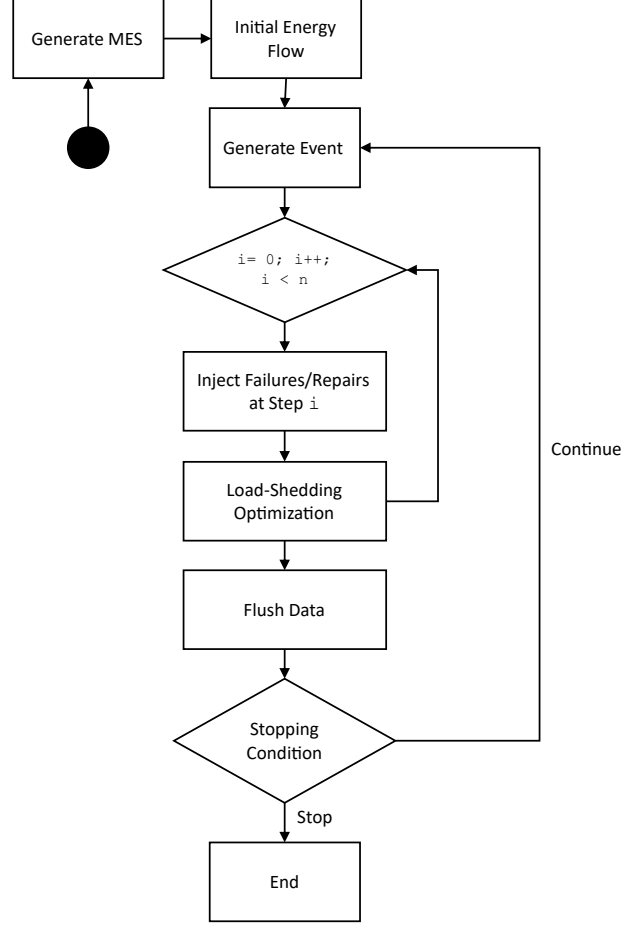 Generate MES
Initial Energy
Flow
Generate Event
i= 0; i++;
i < n
Inject Failures/Repairs
at Step i
Continue
Load-Shedding
Optimization
Flush Data
Stopping
Condition
Stop
End